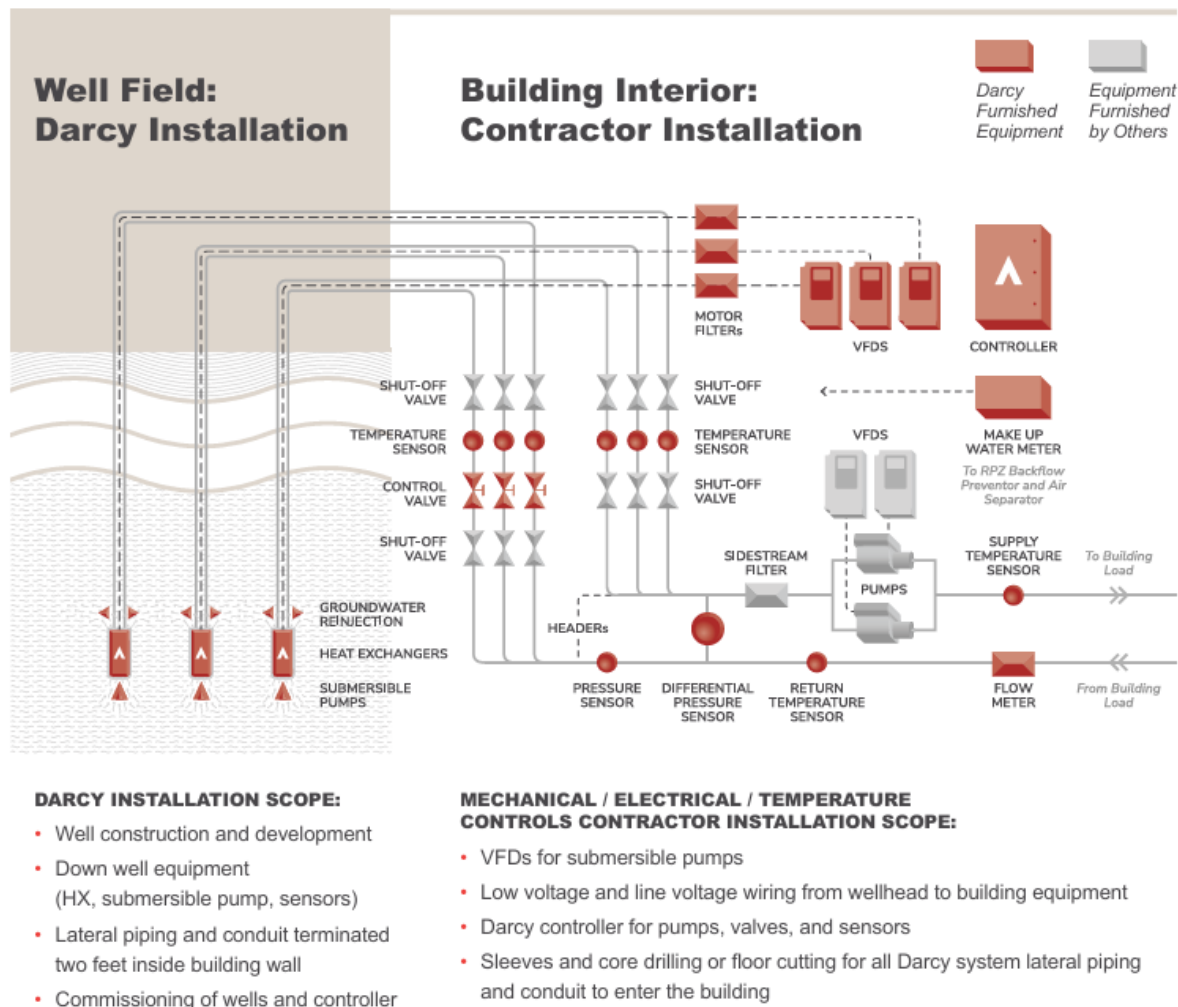 Well Field:
Darcy Installation
Building Interior:
Contractor Installation
Darcy
Furnished
Equipment
Equipment
Furnished
by Others
MOTOR
FILTERs
VFDS
CONTROLLER
SHUT-OFF
VALVE
SHUT-OFF
VALVE
TEMPERATURE
SENSOR
TEMPERATURE
SENSOR
VFDS
MAKE UP
WATER METER
To RPZ Backflow
Preventor and Air
Separator
CONTROL
VALVE
SHUT-OFF
VALVE
SHUT-OFF
VALVE
SIDESTREAM
FILTER
PUMPS
SUPPLY
TEMPERATURE
SENSOR
To Building
Load
GROUNDWATER
REINJECTION
HEADERs
HEAT EXCHANGERS
SUBMERSIBLE
PUMPS
PRESSURE
SENSOR
DIFFERENTIAL
PRESSURE
SENSOR
RETURN
TEMPERATURE
SENSOR
FLOW
METER
From Building
Load
DARCY INSTALLATION SCOPE:
• Well construction and development
• Down well equipment
(HX, submersible pump, sensors)
• Lateral piping and conduit terminated
two feet inside building wall
• Commissioning of wells and controller
MECHANICAL / ELECTRICAL / TEMPERATURE
CONTROLS CONTRACTOR INSTALLATION SCOPE:
• VFDs for submersible pumps
• Low voltage and line voltage wiring from wellhead to building equipment
• Darcy controller for pumps, valves, and sensors
• Sleeves and core drilling or floor cutting for all Darcy system lateral piping
and conduit to enter the building